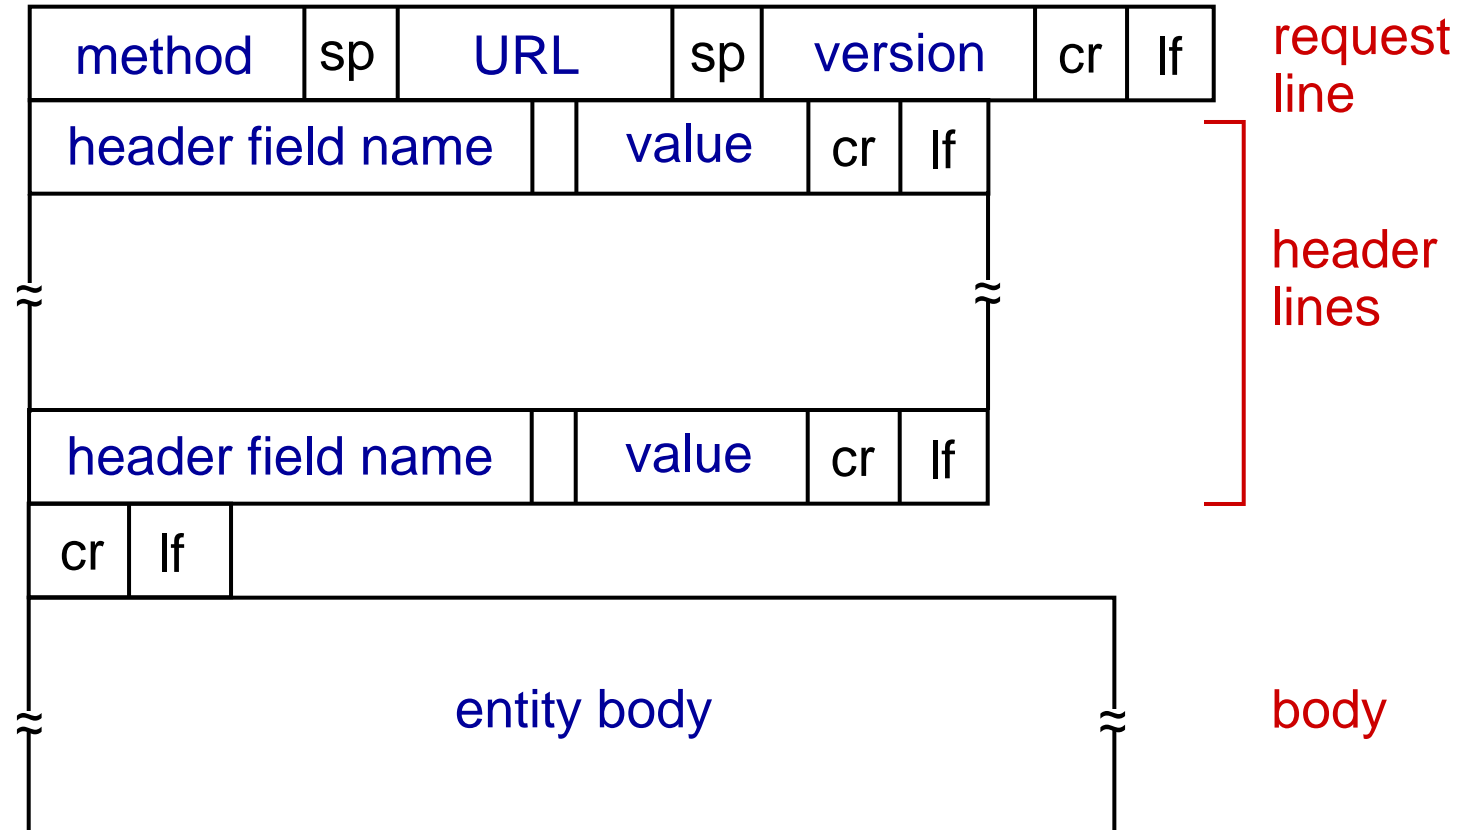 method sp URL sp version cr lf
request
line
header field name value cr lf
header
lines
≈ ≈
header field name value cr lf
cr lf
entity body
body
≈ ≈